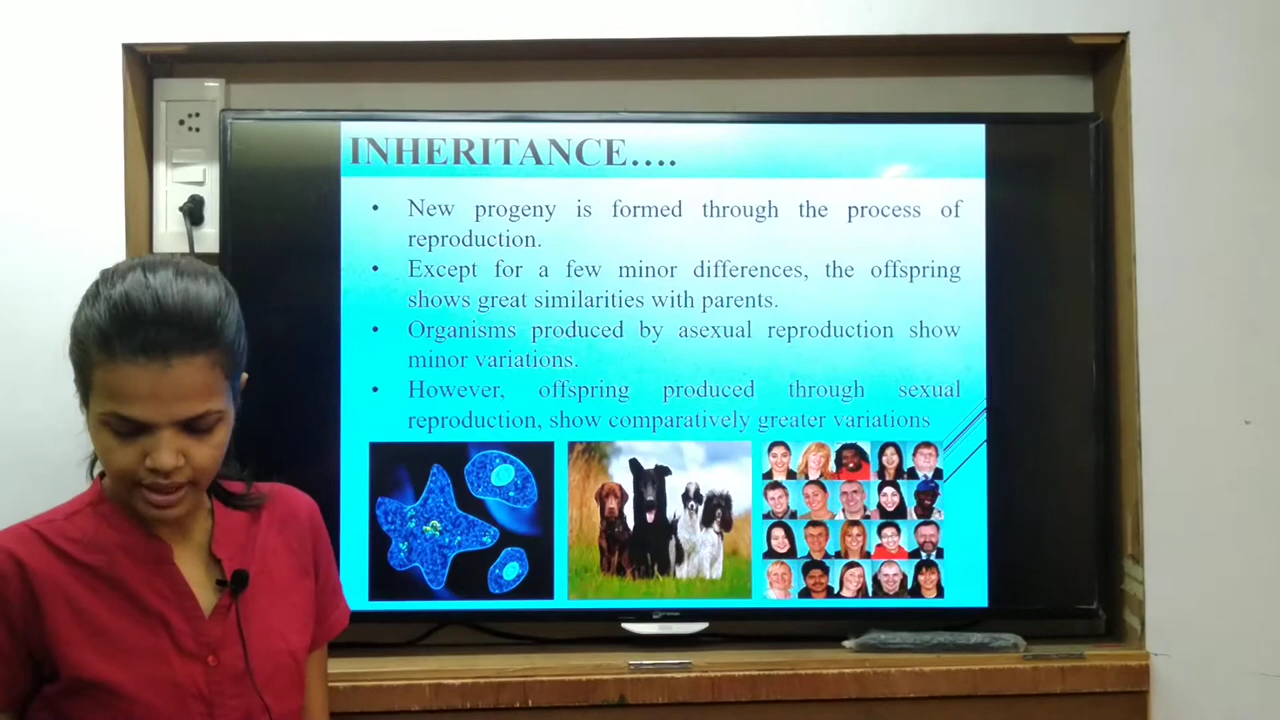 INHERITANCE....
• New progeny is formed through the process of
reproduction.
• Except for a few minor differences, the offspring
shows great similarities with parents.
• Organisms produced by asexual reproduction show
minor variations.
• However, offspring produced through sexual
reproduction, show comparatively greater variations